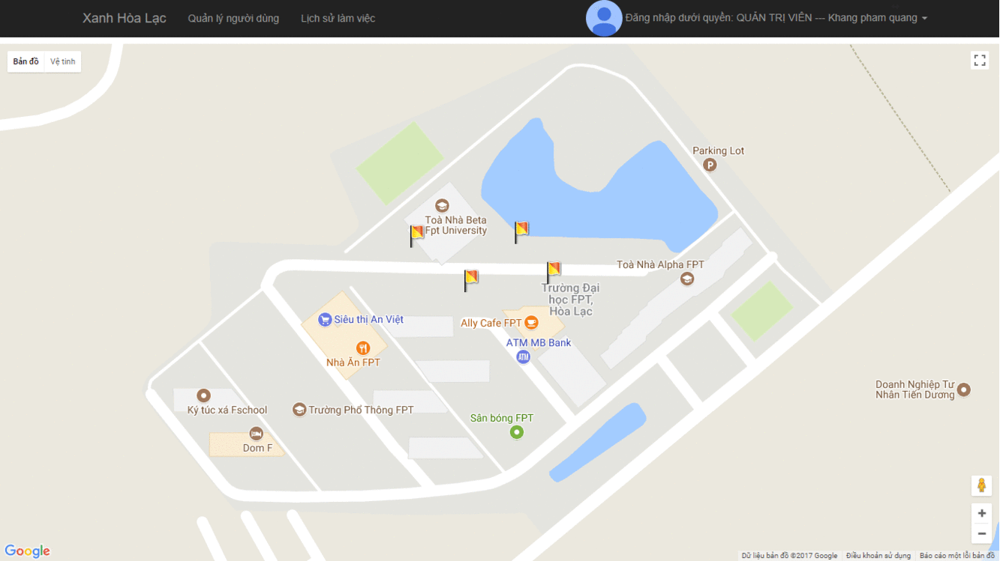 Xanh Hòa Lạc
Quản lý người dùng
Lịch sử làm việc
Đăng nhập dưới quyền: QUẢN TRỊ VIÊN --- Khang pham quang
Bản đồ
Vệ tinh
Parking Lot
P
Toà Nhà Beta
Fpt University
Toà Nhà Alpha FPT
Trường Đại
học FPT,
Hòa Lạc
Siêu thị An Việt
Ally Cafe FPT
ATM MB Bank
ATM
Nhà Ăn FPT
Doanh Nghiệp Tư
Nhân Tiến Dương
Ký túc xá Fschool
Trường Phổ Thông FPT
Sân bóng FPT
Dom F
Google
Dữ liệu bản đồ ©2017 Google
Điều khoản sử dụng
Báo cáo một lỗi bản đồ